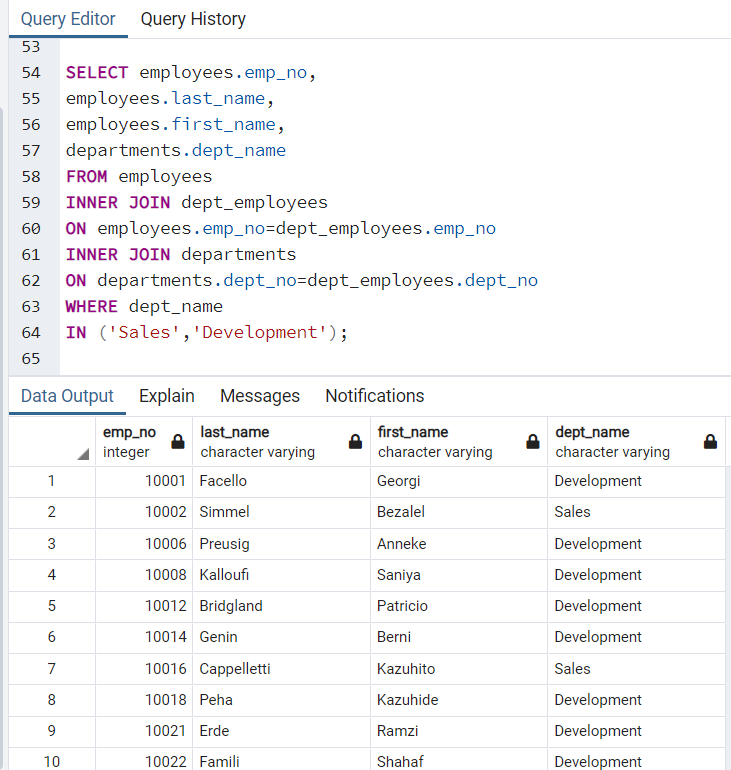 Query Editor Query History
53
54 SELECT employees.emp_no,
55 employees.last_name,
56 employees.first_name,
57 departments.dept_name
58 FROM employees
59 INNER JOIN dept_employees
60 ON employees.emp_no=dept_employees.emp_no
61 INNER JOIN departments
62 ON departments.dept_no=dept_employees.dept_no
63 WHERE dept_name
64 IN ('Sales','Development');
65
Data Output Explain Messages Notifications
emp_no last_name first_name dept_name
integer character varying character varying character varying
1 10001 Facello Georgi Development
2 10002 Simmel Bezalel Sales
3 10006 Preusig Anneke Development
4 10008 Kalloufi Saniya Development
5 10012 Bridgland Patricio Development
6 10014 Genin Berni Development
7 10016 Cappelletti Kazuhito Sales
8 10018 Peha Kazuhide Development
9 10021 Erde Ramzi Development
10 10022 Famili Shahaf Development